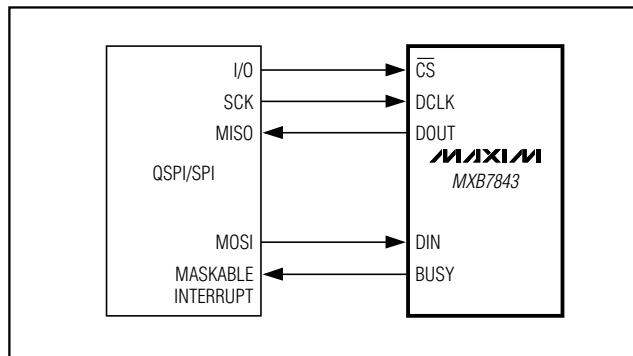 I/O
SCK
MISO
QSPI/SPI
MOSI
MASKABLE
INTERRUPT
CS
DCLK
DOUT
MAXIM
MXB7843
DIN
BUSY